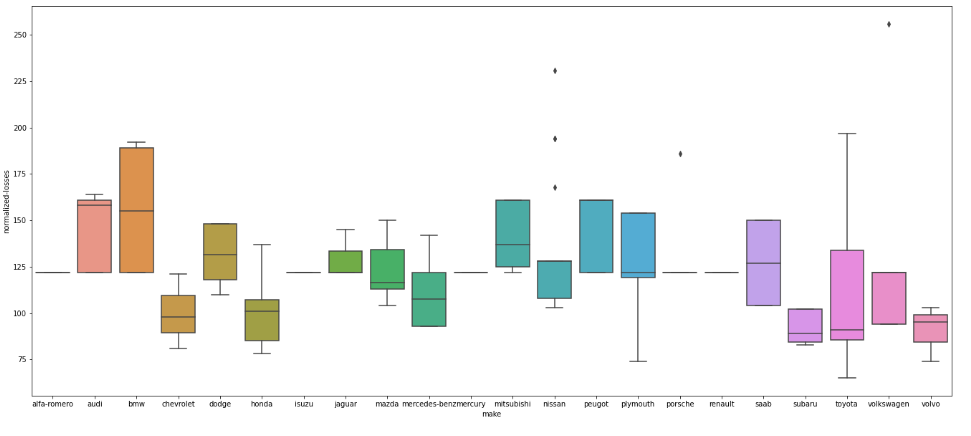 250
225
200
175
150
125
100
75
normalized-losses
alfa-romero audi bmw chevrolet dodge honda isuzu jaguar mazda mercedes-benz mercury mitsubishi nissan peugot plymouth porsche renault saab subaru toyota volkswagen volvo
make